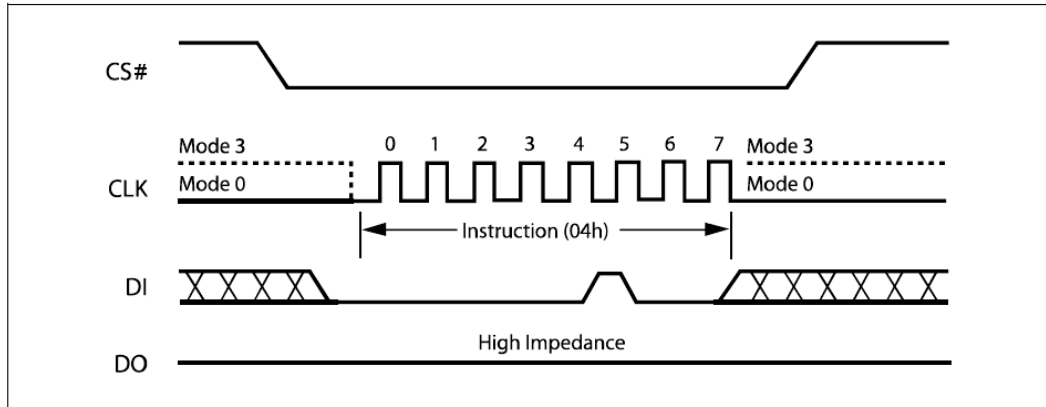 CS#
Mode 3
0 1 2 3 4 5 6 7
Mode 3
CLK
Mode 0
Mode 0
Instruction (04h)
DI
High Impedance
DO